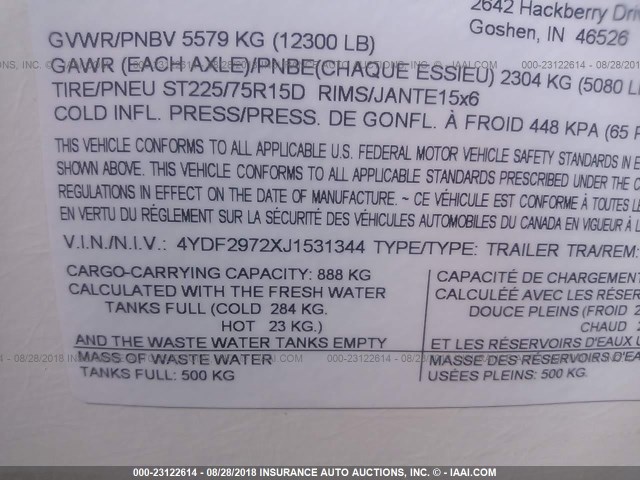 2642 Hackberry
Goshen, IN 46526
GVWR/PNBV 5579 KG (12300 LB)
GAWR (EACH AXLE)/PNBE(CHAQUE ESSIEU) 2304 KG (5080
TIRE/PNEU ST225/75R15D RIMS/JANTE15x6
COLD INFL. PRESS/PRESS. DE GONFL. À FROID 448 KPA (65
THIS VEHICLE CONFORMS TO ALL APPLICABLE U.S. FEDERAL MOTOR VEHICLE SAFETY STANDARDS IN
SHOWN ABOVE. THIS VEHICLE CONFORMS TO ALL APPLICABLE STANDARDS PRESCRIBED UNDER THE
REGULATIONS IN EFFECT ON THE DATE OF MANUFACTURE. ~ CE VÉHICULE EST CONFORME À TOUTES
EN VERTU DU RÈGLEMENT SUR LA SÉCURITÉ DES VÉHICULES AUTOMOBILES DU CANADA EN VIGUEUR À
V.I.N./N.I.V.: 4YDF2972XJ1531344 TYPE/TYPE: TRAILER TRA/REM:
CARGO-CARRYING CAPACITY: 888 KG
CALCULATED WITH THE FRESH WATER
TANKS FULL (COLD 284 KG.
HOT 23 KG.)
AND THE WASTE WATER TANKS EMPTY
MASS OF WASTE WATER
TANKS FULL: 500 KG
CAPACITÉ DE CHARGEMENT
CALCULÉE AVEC LES
DOUCE PLEINS (FROID
CHAUD
ET LES RÉSERVOIRS D'EAUX
MASSE DES RÉSERVOIRS
USÉES PLEINS: 500 KG.
000-23122614 - 08/28/2018 INSURANCE AUTO AUCTIONS, INC. - © - IAAI.COM